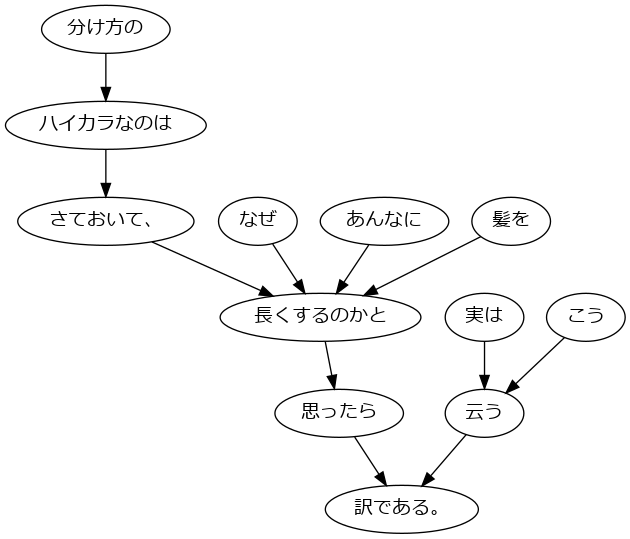 分け方の
ハイカラなのは
さておいて、
なぜ
あんなに
髪を
長くするのかと
実は
こう
思ったら
云う
訳である。